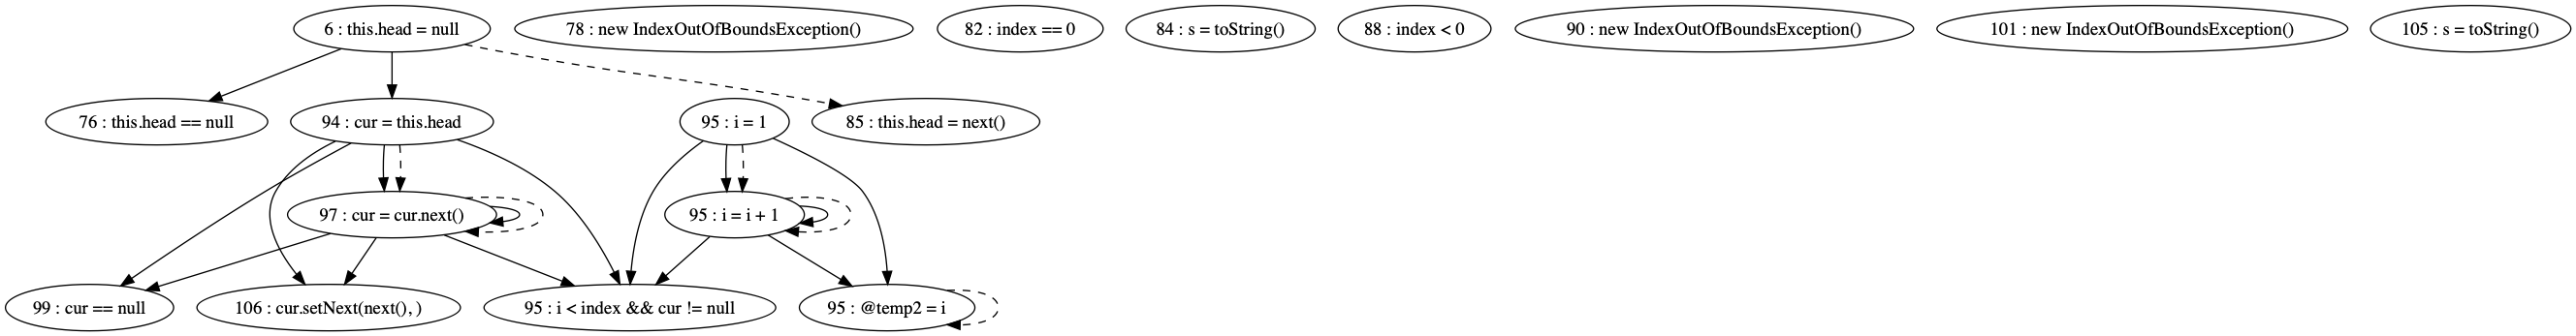 6 : this.head = null
78 : new IndexOutOfBoundsException()
82 : index == 0
84 : s = toString()
88 : index < 0
90 : new IndexOutOfBoundsException()
101 : new IndexOutOfBoundsException()
105 : s = toString()
76 : this.head == null
94 : cur = this.head
95 : i = 1
85 : this.head = next()
97 : cur = cur.next()
95 : i = i + 1
99 : cur == null
106 : cur.setNext(next(), )
95 : i < index && cur != null
95 : @temp2 = i